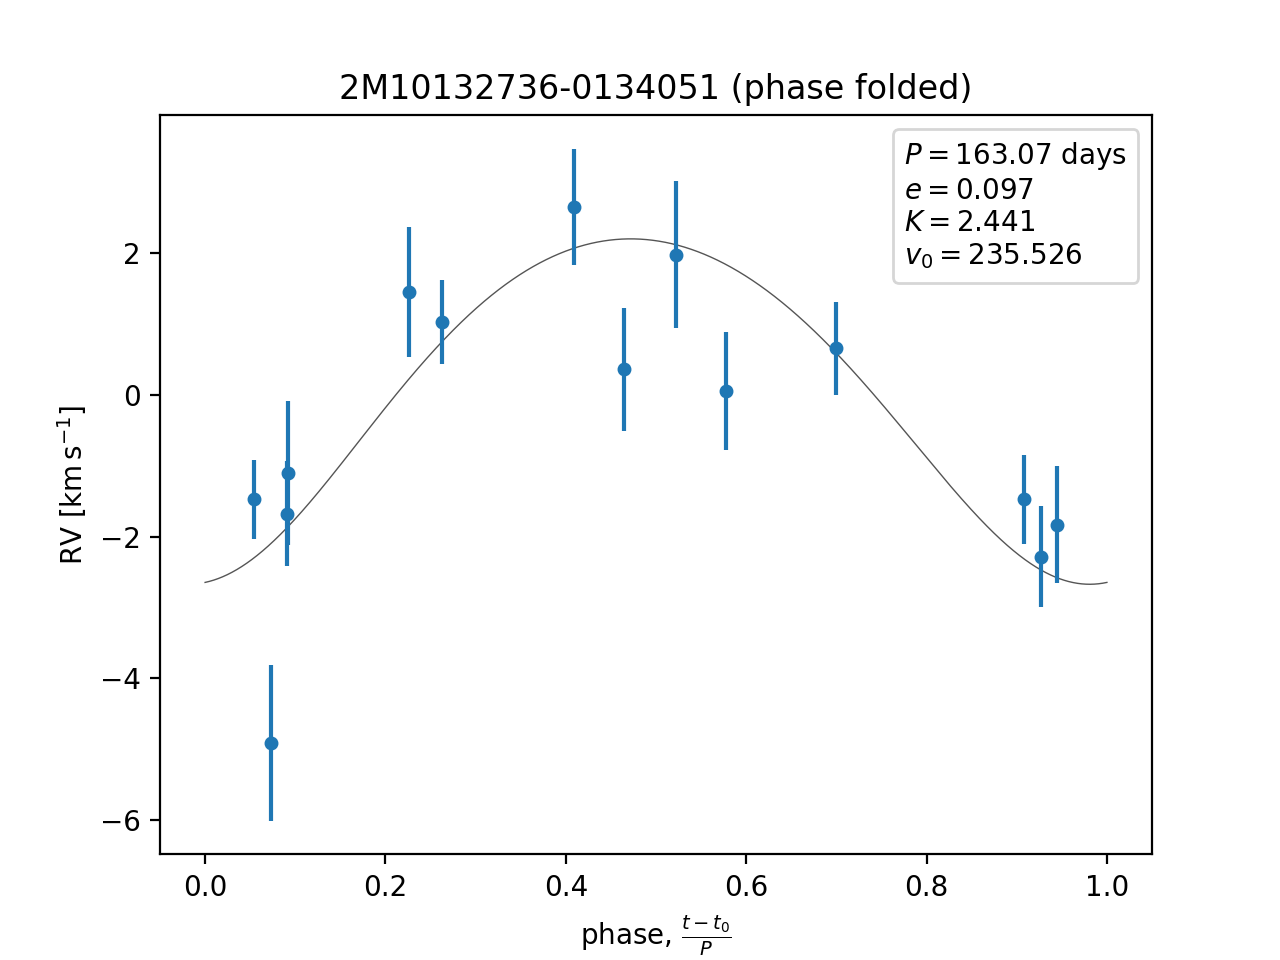 2M10132736-0134051 (phase folded)
P = 163.07 days
e = 0.097
K = 2.441
v₀ = 235.526
2
0
−2
−4
−6
RV [km s⁻¹]
0.0 0.2 0.4 0.6 0.8 1.0
phase, (t − t₀)/P